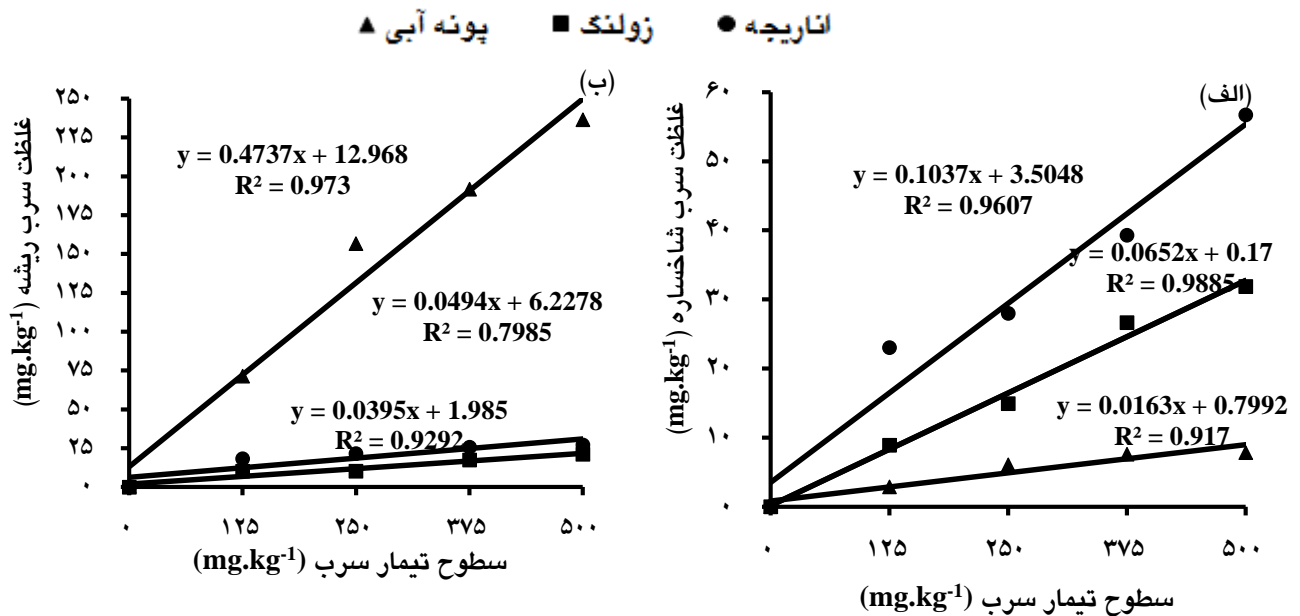 اناریجه زولنگ پونه آبی
(الف)
غلظت سرب شاخساره (mg.kg-1)
۶۰
۵۰
۴۰
۳۰
۲۰
۱۰
۰
y = 0.1037x + 3.5048
R² = 0.9607
y = 0.0652x + 0.17
R² = 0.9885
y = 0.0163x + 0.7992
R² = 0.917
۰ ۱۲۵ ۲۵۰ ۳۷۵ ۵۰۰
سطوح تیمار سرب (mg.kg-1)
(ب)
غلظت سرب ریشه (mg.kg-1)
۲۵۰
۲۲۵
۲۰۰
۱۷۵
۱۵۰
۱۲۵
۱۰۰
۷۵
۵۰
۲۵
۰
y = 0.4737x + 12.968
R² = 0.973
y = 0.0494x + 6.2278
R² = 0.7985
y = 0.0395x + 1.985
R² = 0.9292
۰ ۱۲۵ ۲۵۰ ۳۷۵ ۵۰۰
سطوح تیمار سرب (mg.kg-1)